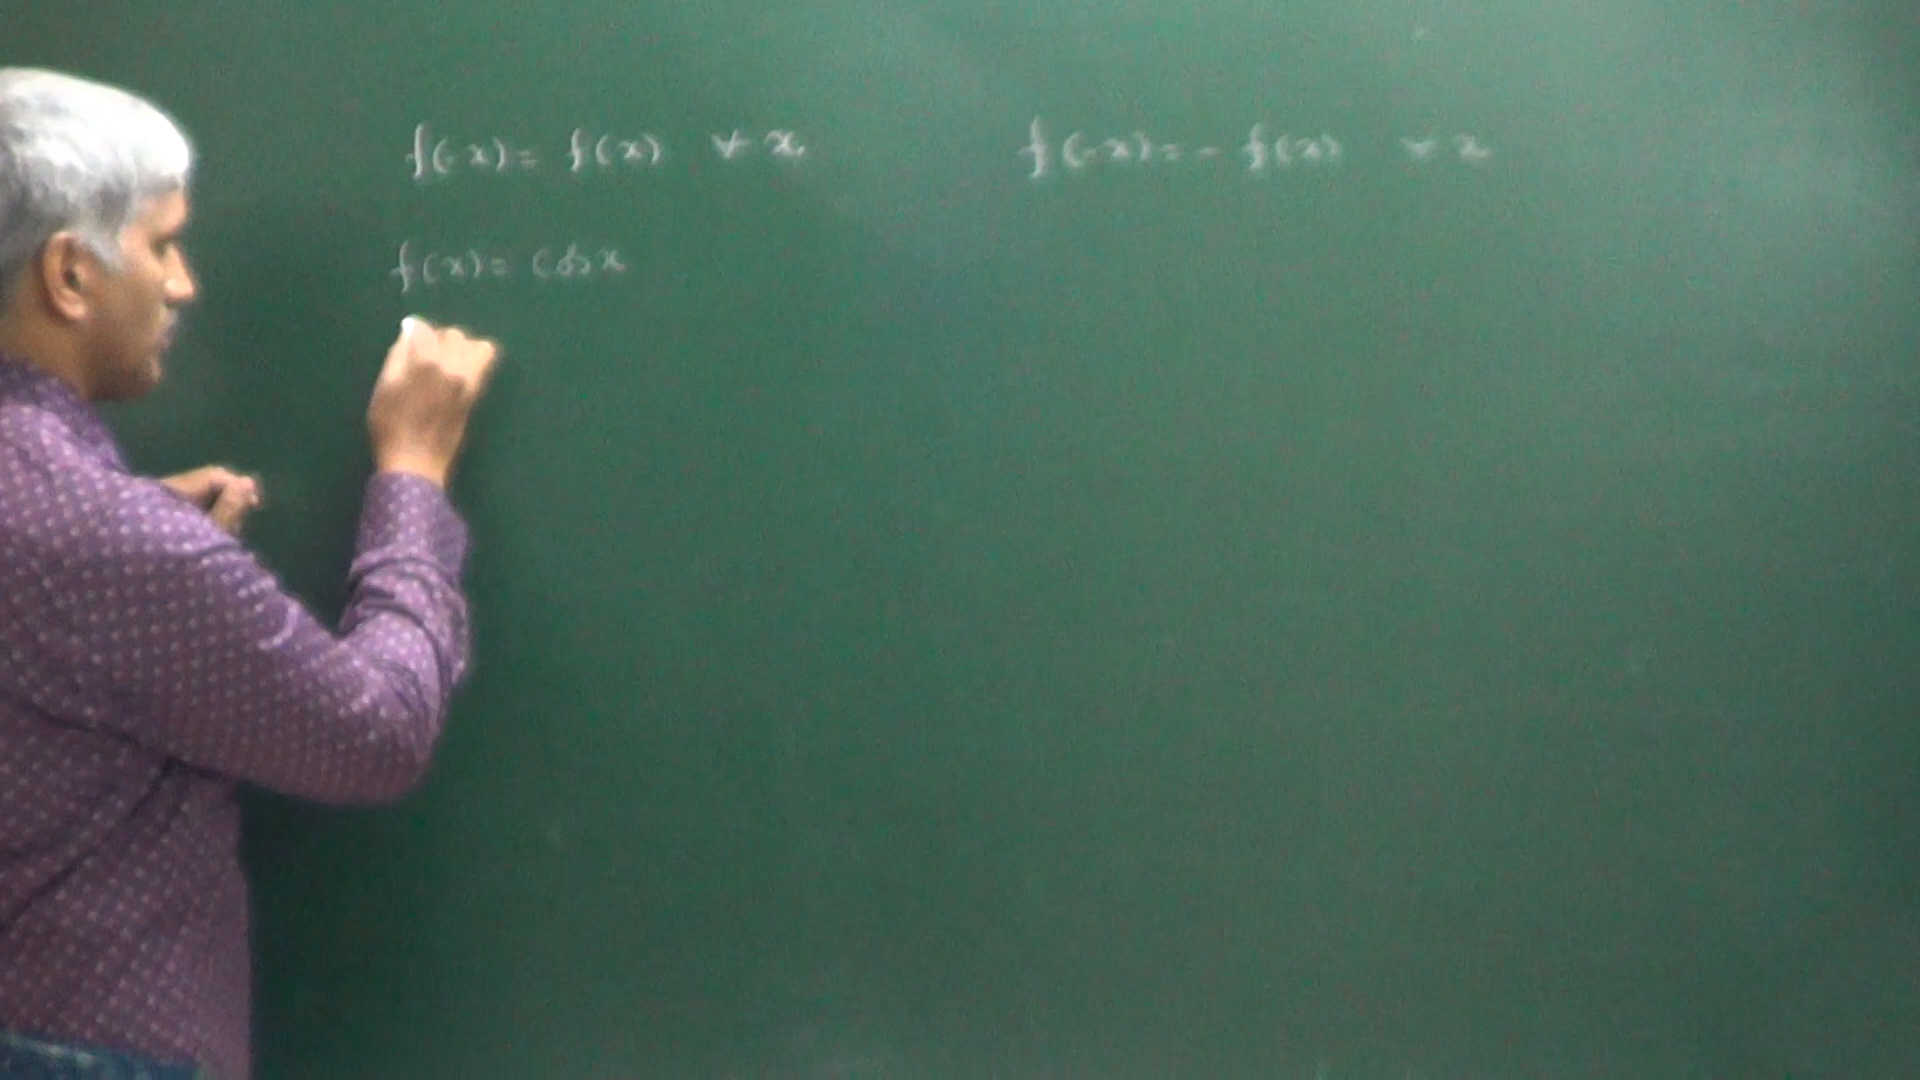 f(-x) = f(x) ∀ x
f(-x) = - f(x) ∀ x
f(x) = Cos x